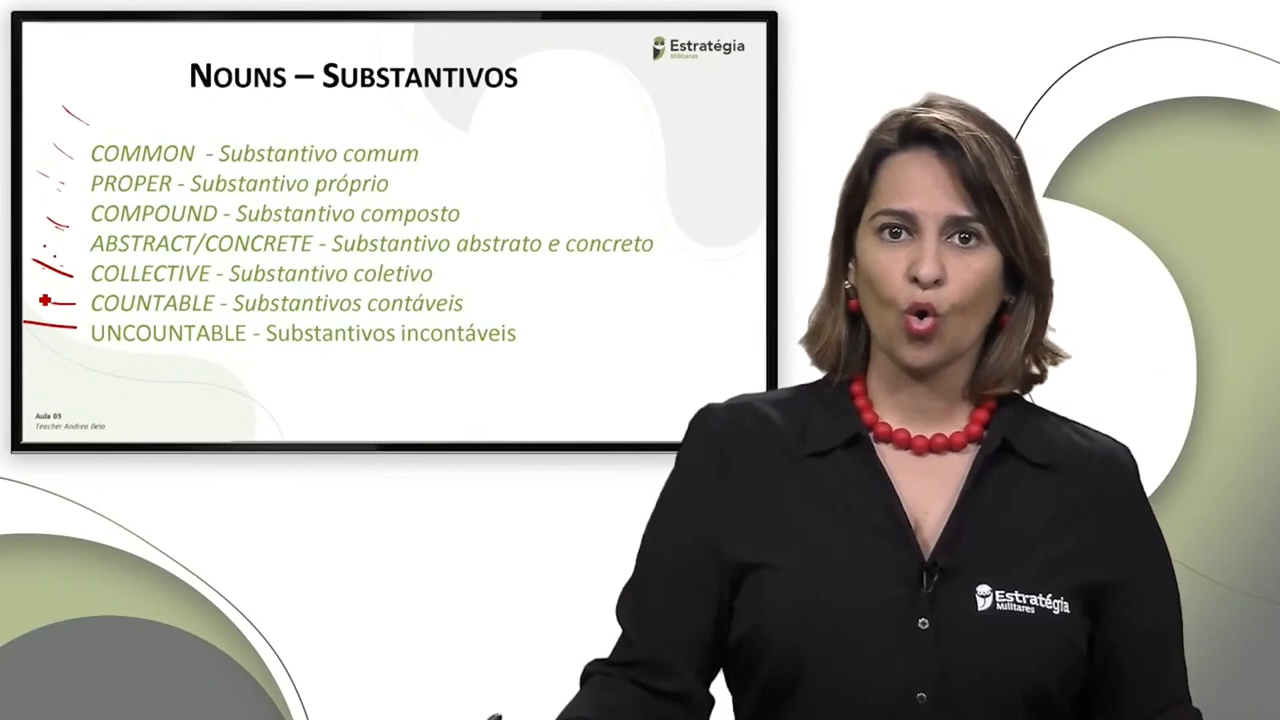 Estratégia
Militares
NOUNS – SUBSTANTIVOS
COMMON - Substantivo comum
PROPER - Substantivo próprio
COMPOUND - Substantivo composto
ABSTRACT/CONCRETE - Substantivo abstrato e concreto
COLLECTIVE - Substantivo coletivo
COUNTABLE - Substantivos contáveis
UNCOUNTABLE - Substantivos incontáveis
Aula 03
Teacher Andrea Belo
Estratégia
Militares